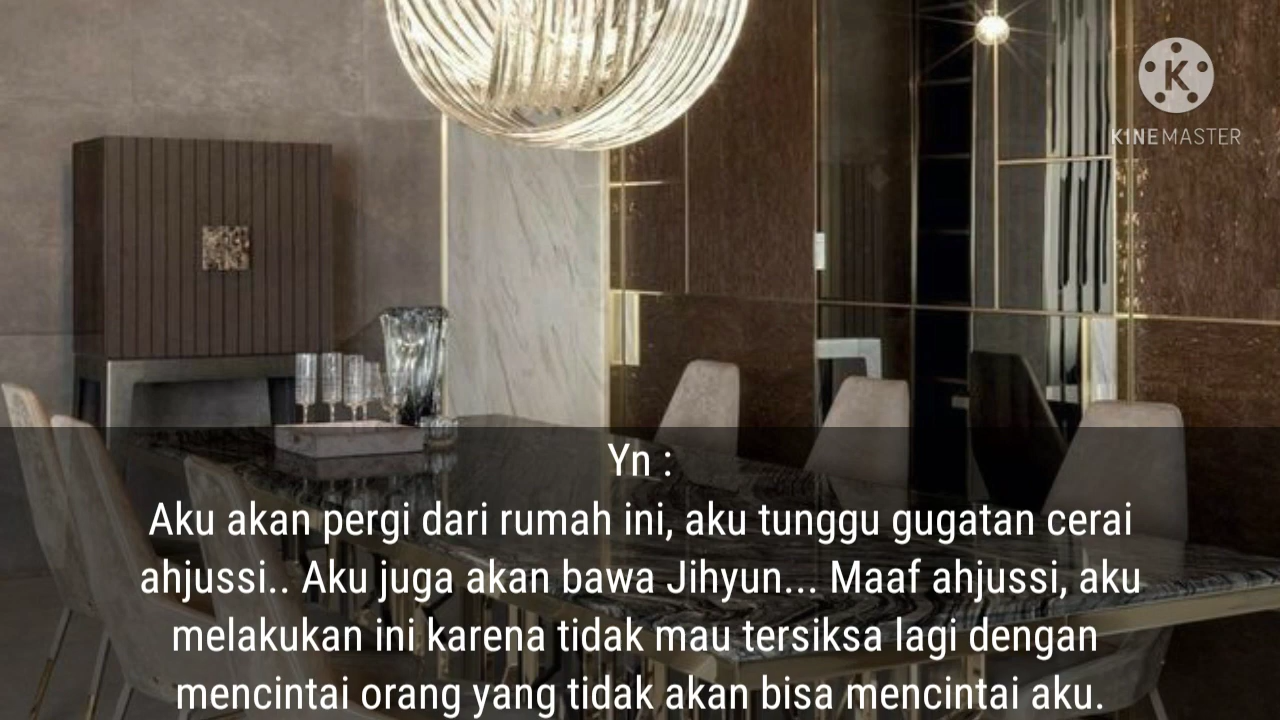 K
KINEMASTER
Yn :
Aku akan pergi dari rumah ini, aku tunggu gugatan cerai
ahjussi.. Aku juga akan bawa Jihyun... Maaf ahjussi, aku
melakukan ini karena tidak mau tersiksa lagi dengan
mencintai orang yang tidak akan bisa mencintai aku.